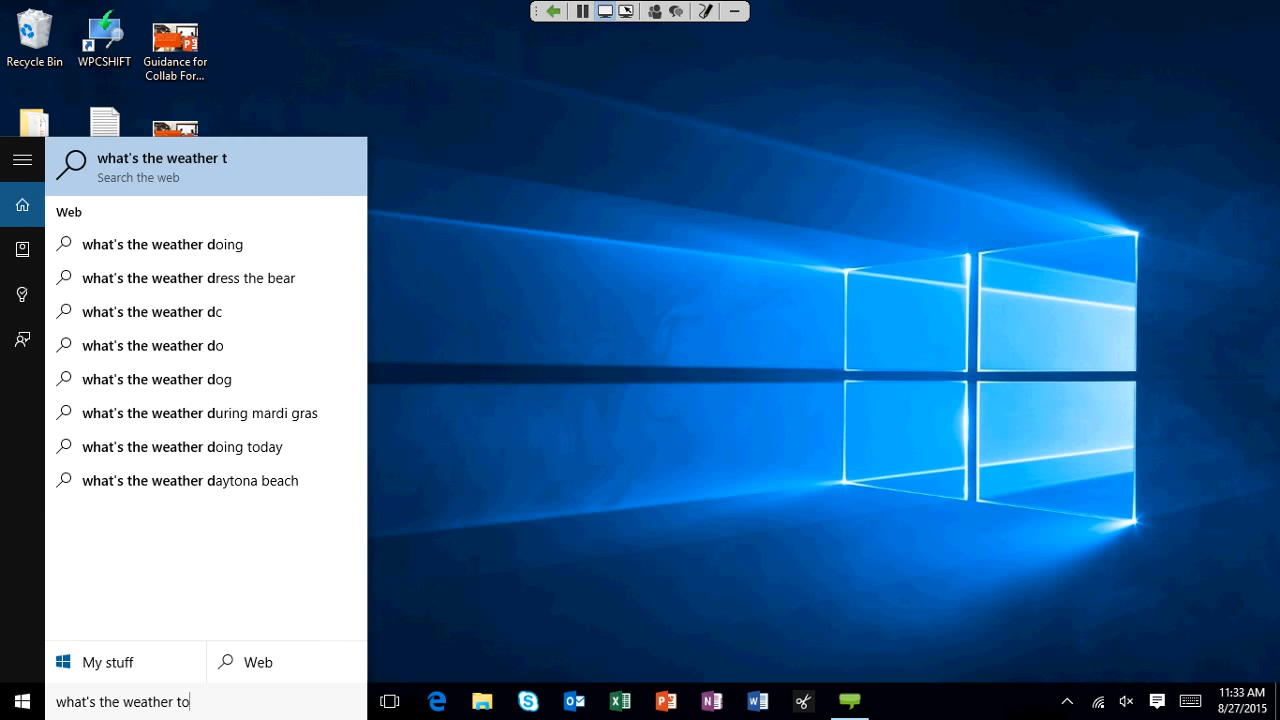 Recycle Bin
WPCSHIFT
Guidance for
Collab For...
what's the weather t
Search the web
Web
what's the weather doing
what's the weather dress the bear
what's the weather dc
what's the weather do
what's the weather dog
what's the weather during mardi gras
what's the weather doing today
what's the weather daytona beach
My stuff
Web
what's the weather to
11:33 AM
8/27/2015